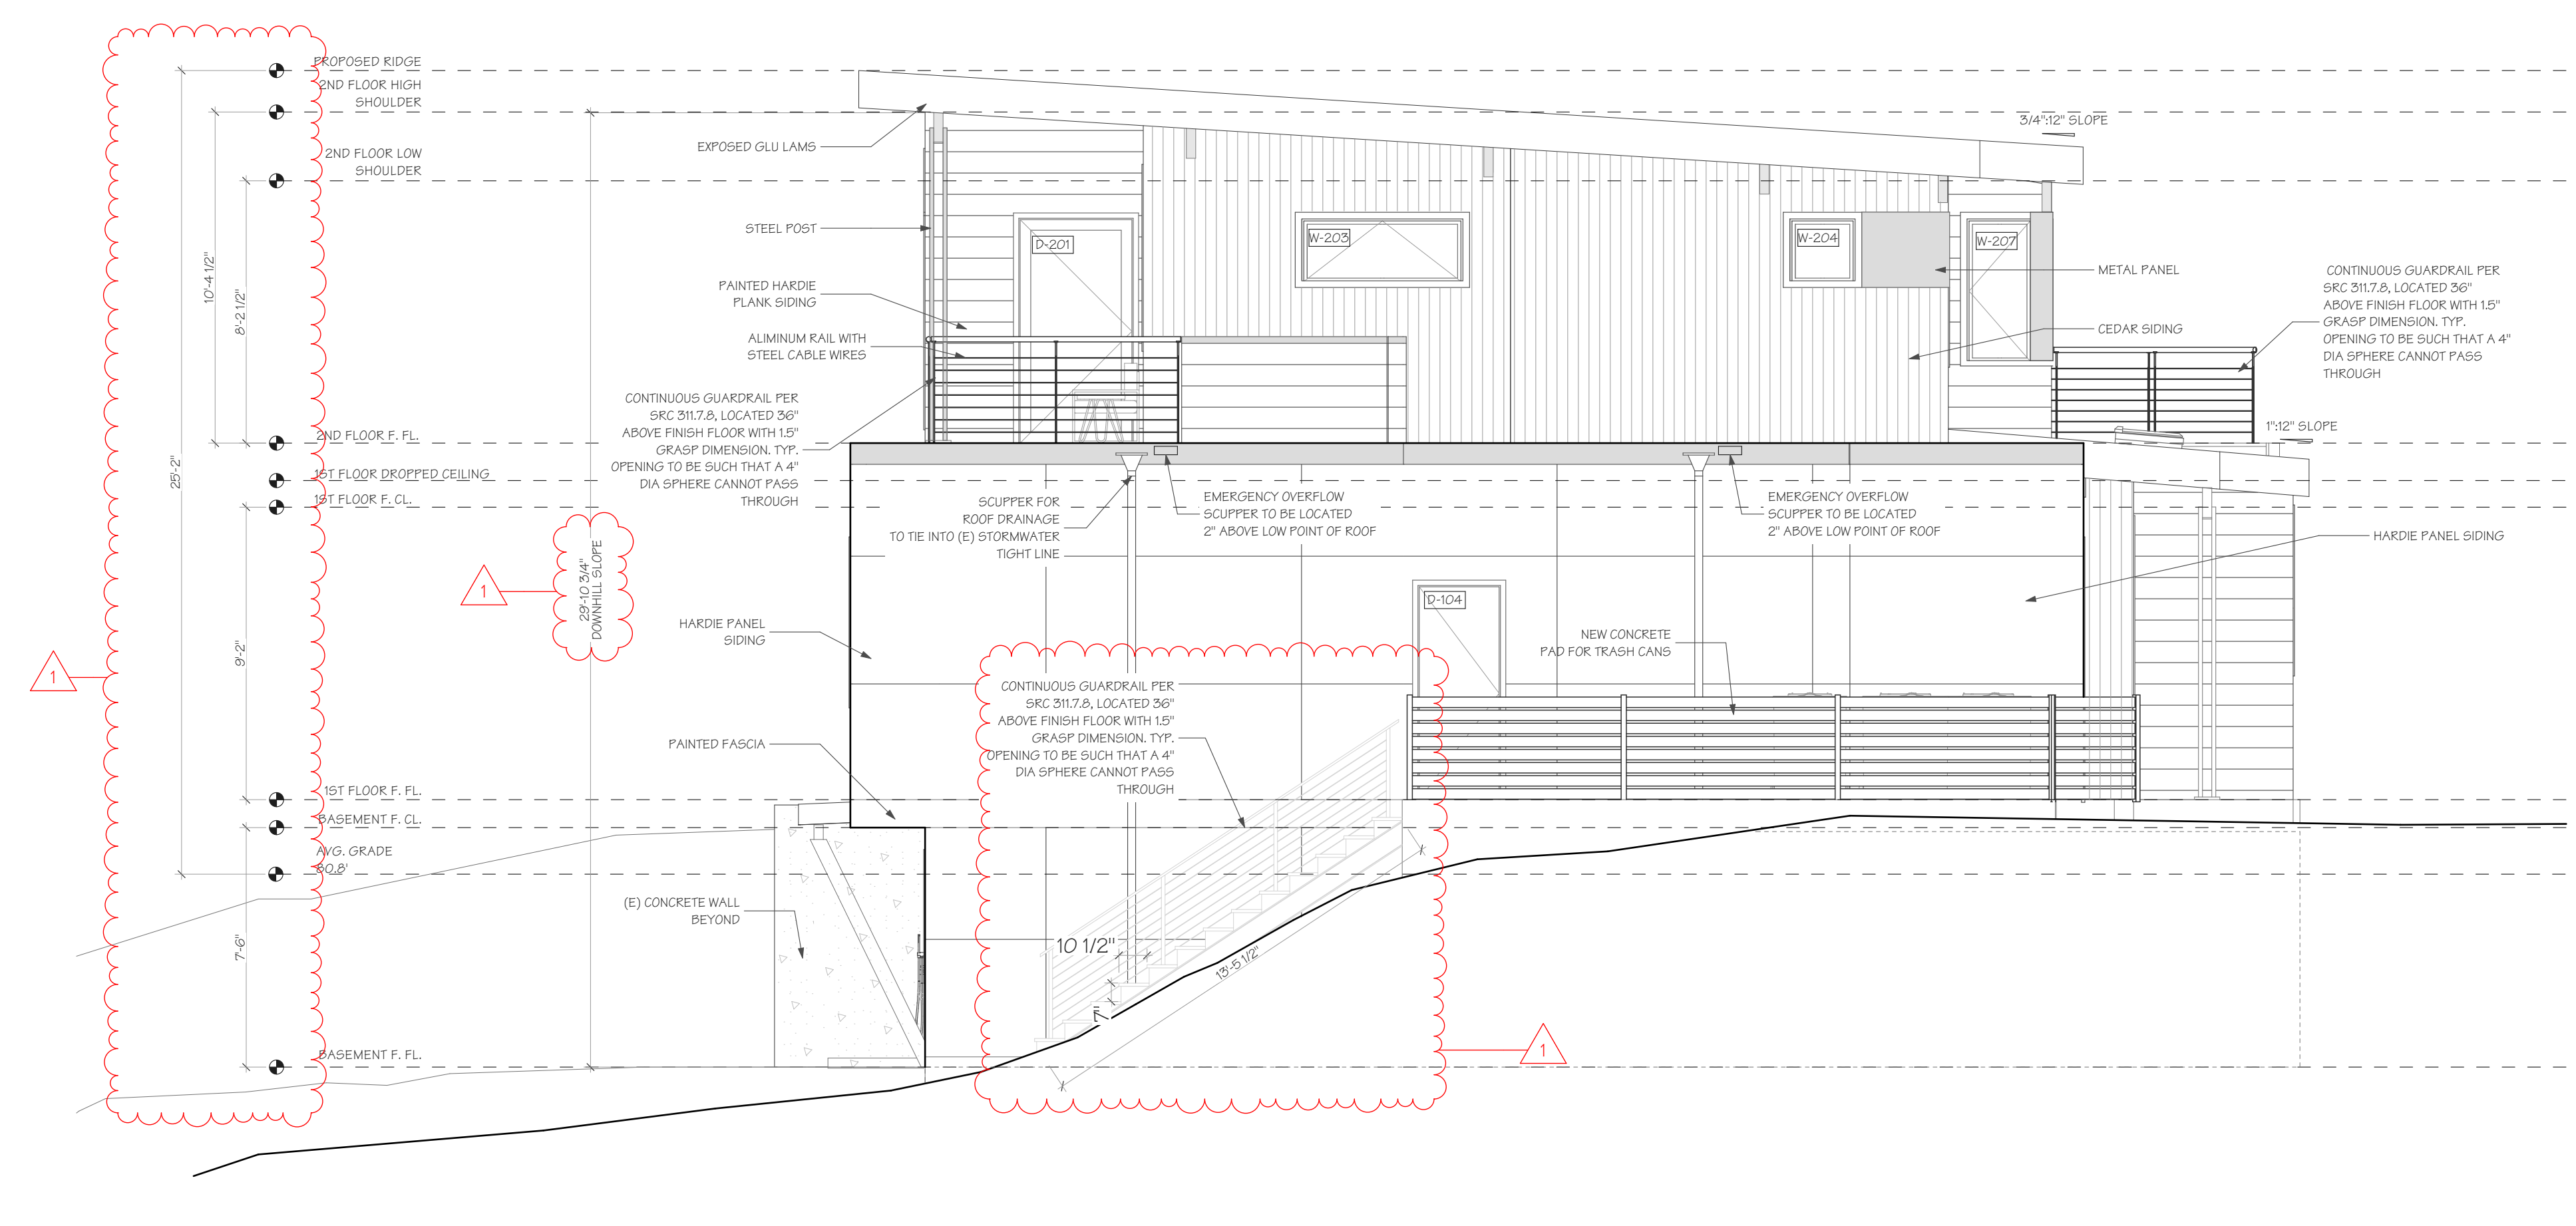 PROPOSED RIDGE
2ND FLOOR HIGH
SHOULDER
2ND FLOOR LOW
SHOULDER
2ND FLOOR F. FL.
1ST FLOOR DROPPED CEILING
1ST FLOOR F. CL.
1ST FLOOR F. FL.
BASEMENT F. CL.
AVG. GRADE
80.8'
BASEMENT F. FL.
25'-2"
10'-4 1/2"
8'-2 1/2"
9'-2"
7'-6"
1
1
29'-10 3/4"
DOWNHILL SLOPE
EXPOSED GLU LAMS
STEEL POST
PAINTED HARDIE
PLANK SIDING
ALIMINUM RAIL WITH
STEEL CABLE WIRES
CONTINUOUS GUARDRAIL PER
SRC 311.7.8, LOCATED 36"
ABOVE FINISH FLOOR WITH 1.5"
GRASP DIMENSION. TYP.
OPENING TO BE SUCH THAT A 4"
DIA SPHERE CANNOT PASS
THROUGH
D-201
W-203
W-204
W-207
3/4":12" SLOPE
METAL PANEL
CEDAR SIDING
CONTINUOUS GUARDRAIL PER
SRC 311.7.8, LOCATED 36"
ABOVE FINISH FLOOR WITH 1.5"
GRASP DIMENSION. TYP.
OPENING TO BE SUCH THAT A 4"
DIA SPHERE CANNOT PASS
THROUGH
1":12" SLOPE
SCUPPER FOR
ROOF DRAINAGE
TO TIE INTO (E) STORMWATER
TIGHT LINE
EMERGENCY OVERFLOW
SCUPPER TO BE LOCATED
2" ABOVE LOW POINT OF ROOF
EMERGENCY OVERFLOW
SCUPPER TO BE LOCATED
2" ABOVE LOW POINT OF ROOF
HARDIE PANEL SIDING
HARDIE PANEL
SIDING
D-104
NEW CONCRETE
PAD FOR TRASH CANS
CONTINUOUS GUARDRAIL PER
SRC 311.7.8, LOCATED 36"
ABOVE FINISH FLOOR WITH 1.5"
GRASP DIMENSION. TYP.
OPENING TO BE SUCH THAT A 4"
DIA SPHERE CANNOT PASS
THROUGH
PAINTED FASCIA
(E) CONCRETE WALL
BEYOND
10 1/2"
7"
13'-5 1/2"
1